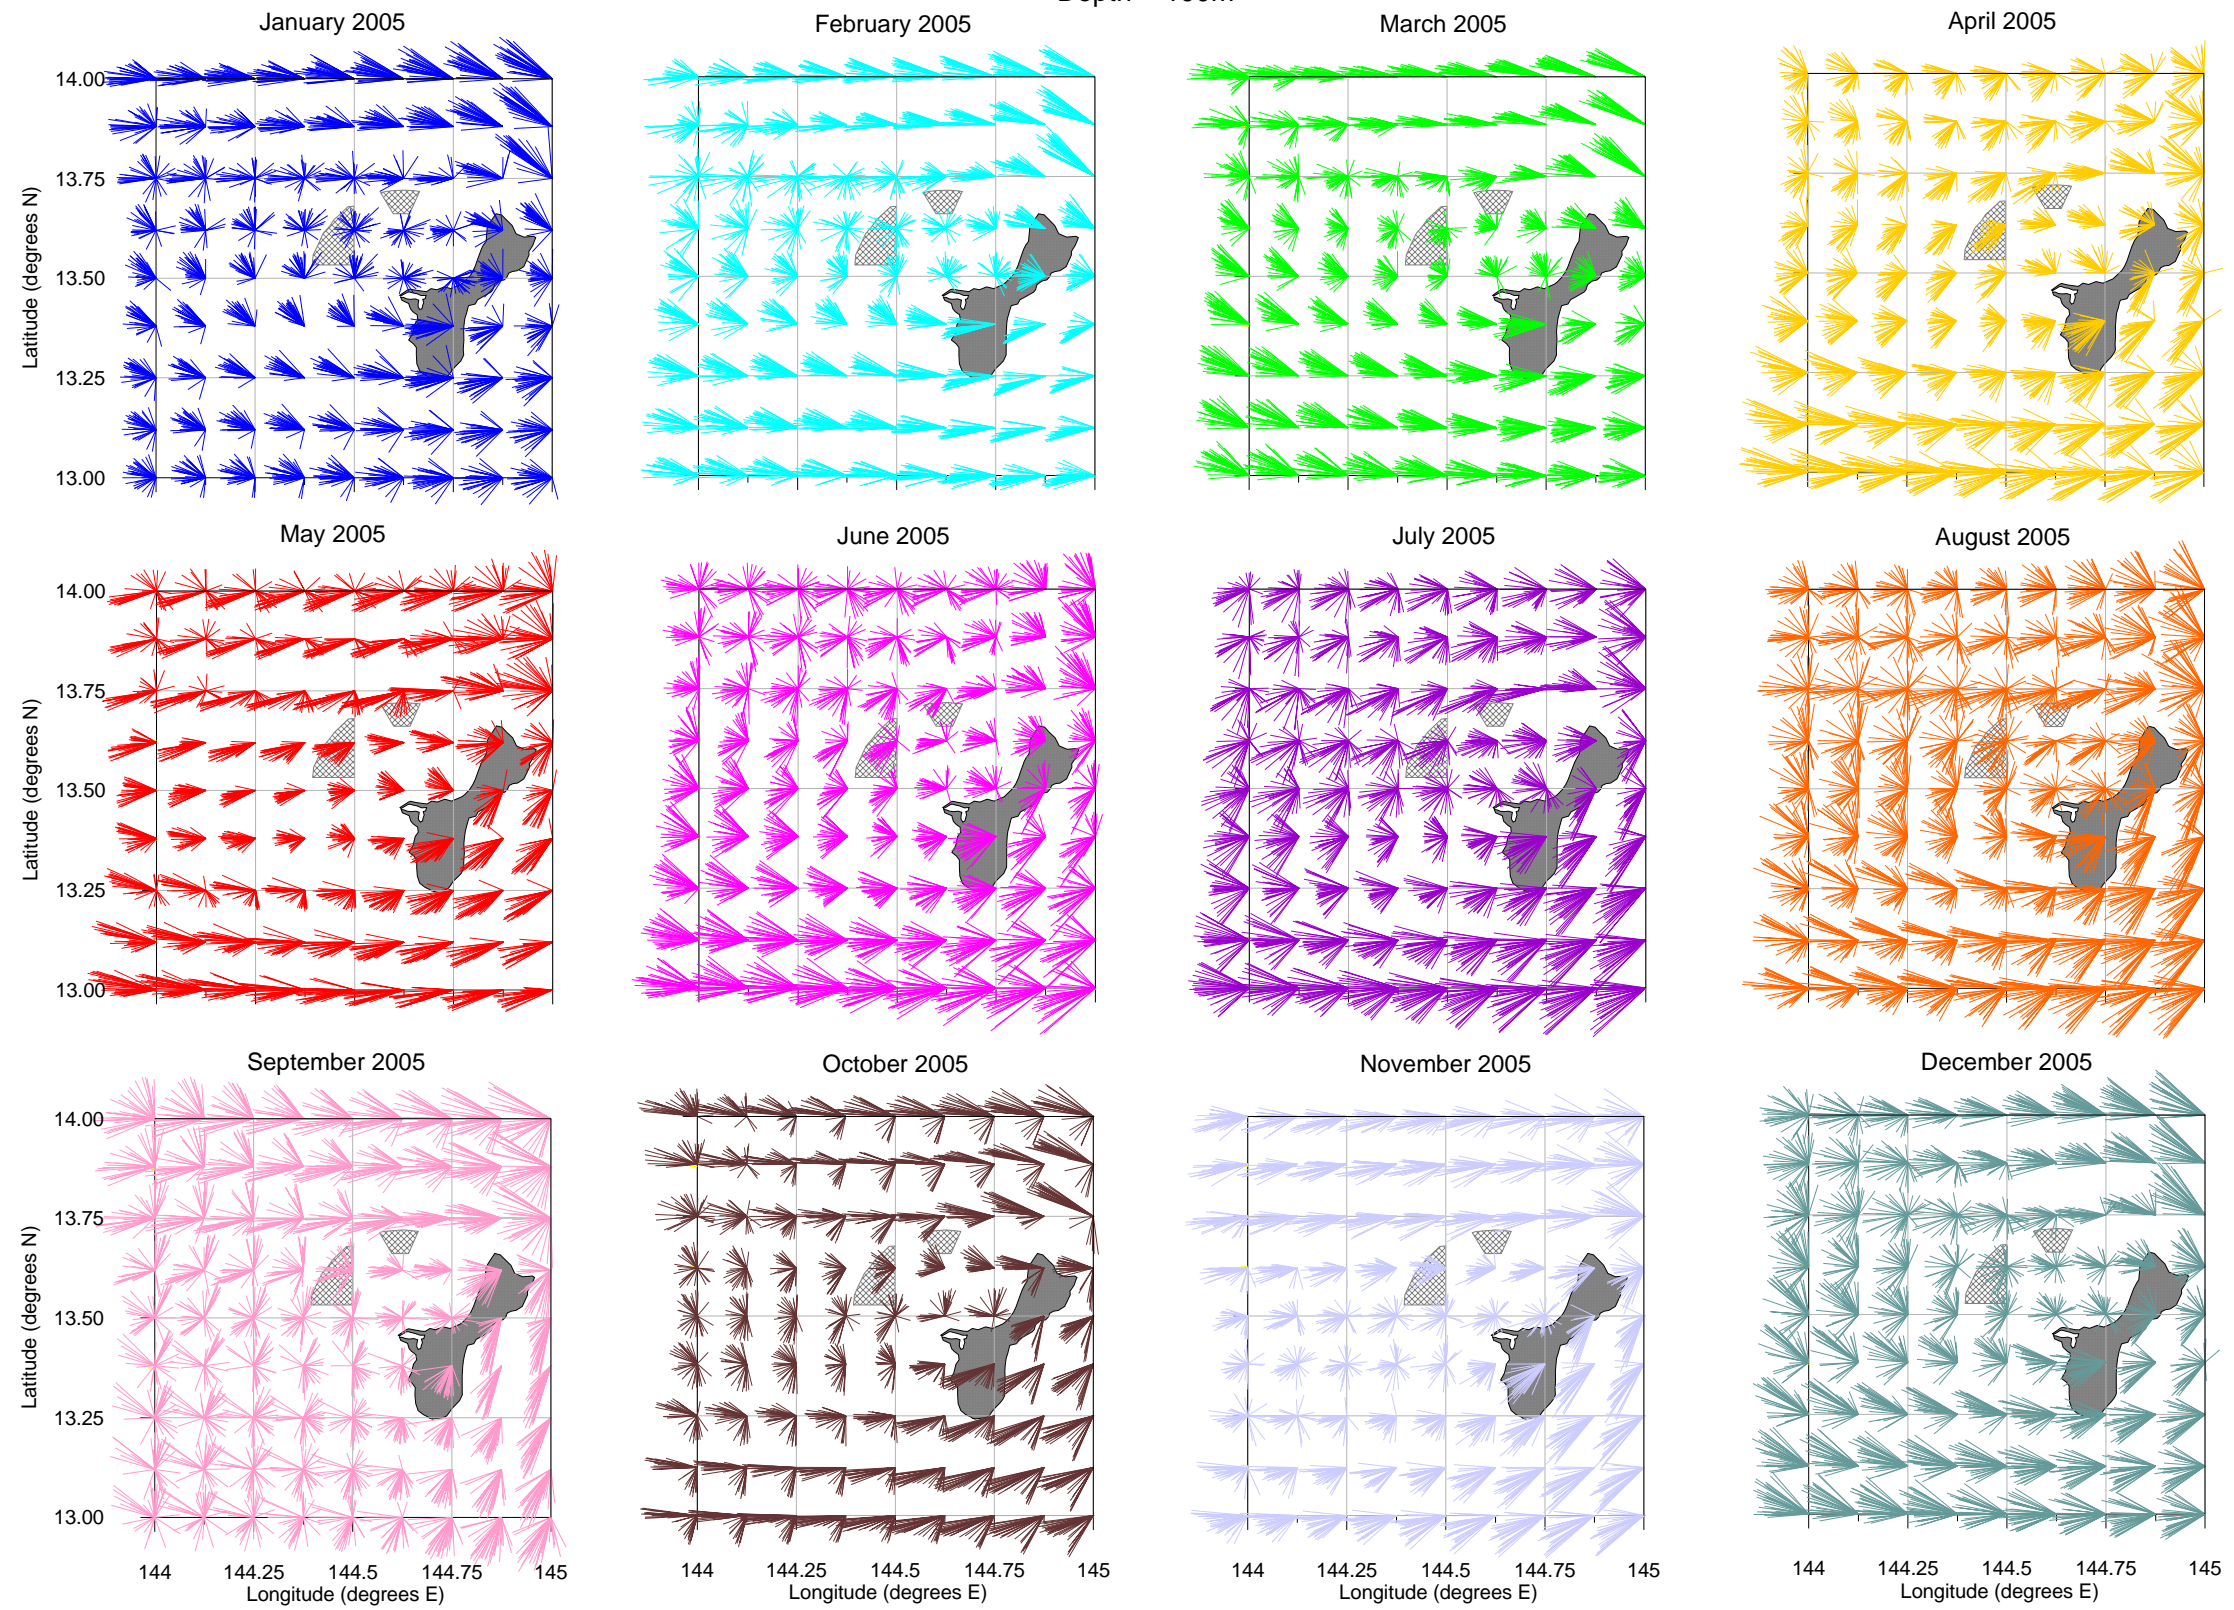 January 2005
February 2005
March 2005
April 2005
14.00
13.75
13.50
13.25
13.00
Latitude (degrees N)
May 2005
June 2005
July 2005
August 2005
14.00
13.75
13.50
13.25
13.00
Latitude (degrees N)
September 2005
October 2005
November 2005
December 2005
14.00
13.75
13.50
13.25
13.00
Latitude (degrees N)
144 144.25 144.5 144.75 145
Longitude (degrees E)
144 144.25 144.5 144.75 145
Longitude (degrees E)
144 144.25 144.5 144.75 145
Longitude (degrees E)
144 144.25 144.5 144.75 145
Longitude (degrees E)